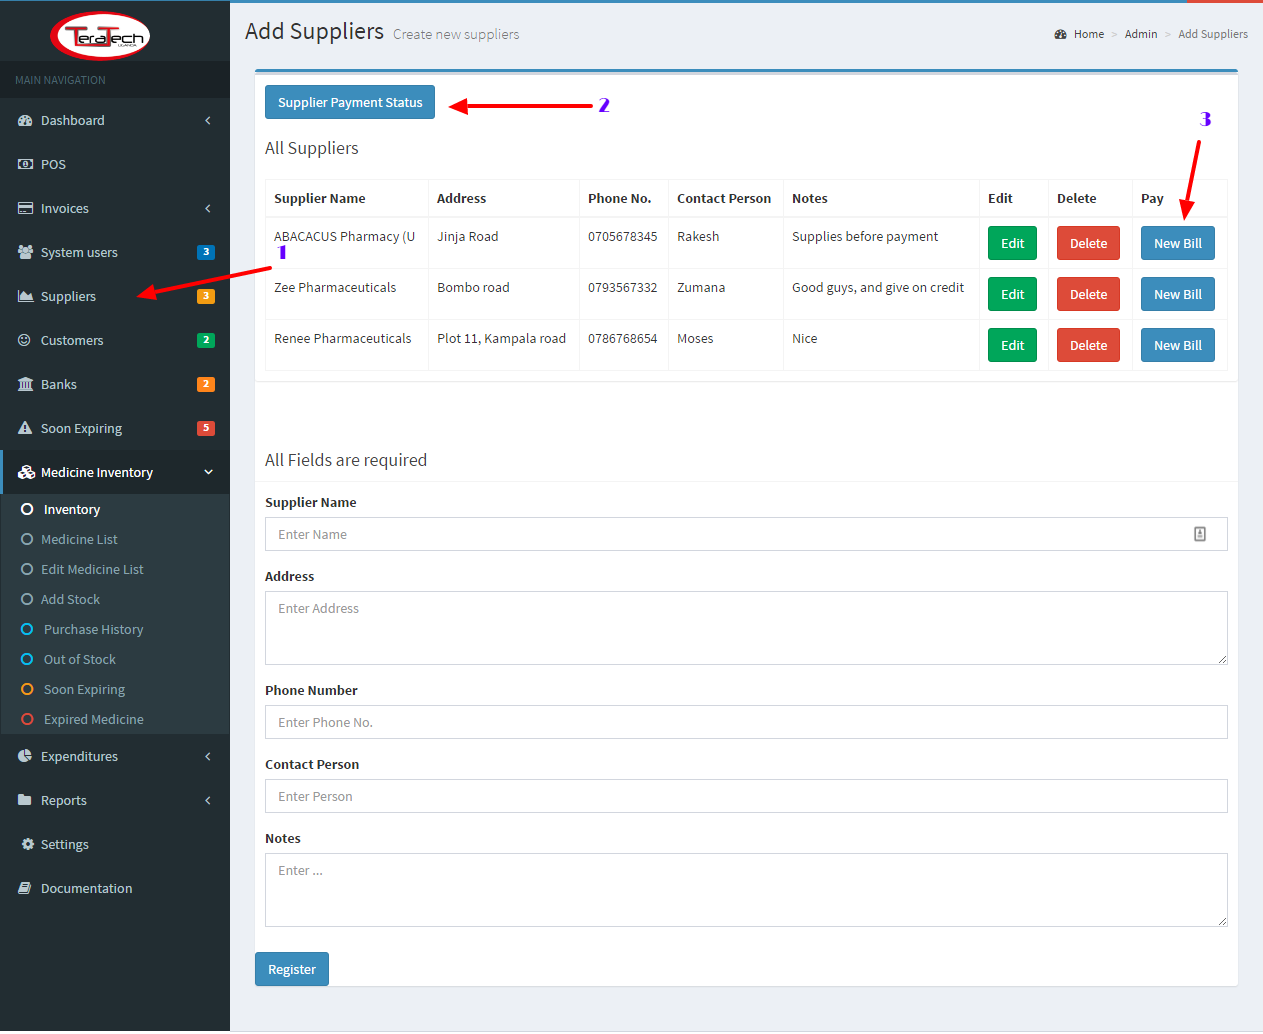 TeraTech
UGANDA
MAIN NAVIGATION
Dashboard
POS
Invoices
System users 3
Suppliers 3
Customers 2
Banks 2
Soon Expiring 5
Medicine Inventory
Inventory
Medicine List
Edit Medicine List
Add Stock
Purchase History
Out of Stock
Soon Expiring
Expired Medicine
Expenditures
Reports
Settings
Documentation
Add Suppliers Create new suppliers
Home > Admin > Add Suppliers
Supplier Payment Status
2
3
1
All Suppliers
Supplier Name Address Phone No. Contact Person Notes Edit Delete Pay
ABACACUS Pharmacy (U Jinja Road 0705678345 Rakesh Supplies before payment Edit Delete New Bill
Zee Pharmaceuticals Bombo road 0793567332 Zumana Good guys, and give on credit Edit Delete New Bill
Renee Pharmaceuticals Plot 11, Kampala road 0786768654 Moses Nice Edit Delete New Bill
All Fields are required
Supplier Name
Enter Name
Address
Enter Address
Phone Number
Enter Phone No.
Contact Person
Enter Person
Notes
Enter ...
Register